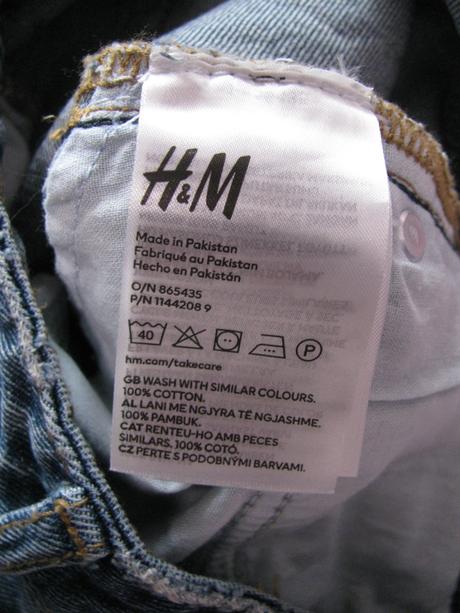 H&M
Made in Pakistan
Fabriqué au Pakistan
Hecho en Pakistán
O/N 865435
P/N 1144208 9
40 P
hm.com/takecare
GB WASH WITH SIMILAR COLOURS.
100% COTTON.
AL LANI ME NGJYRA TË NGJASHME.
100% PAMBUK.
CAT RENTEU-HO AMB PECES
SIMILARS. 100% COTÓ.
CZ PERTE S PODOBNÝMI BARVAMI.